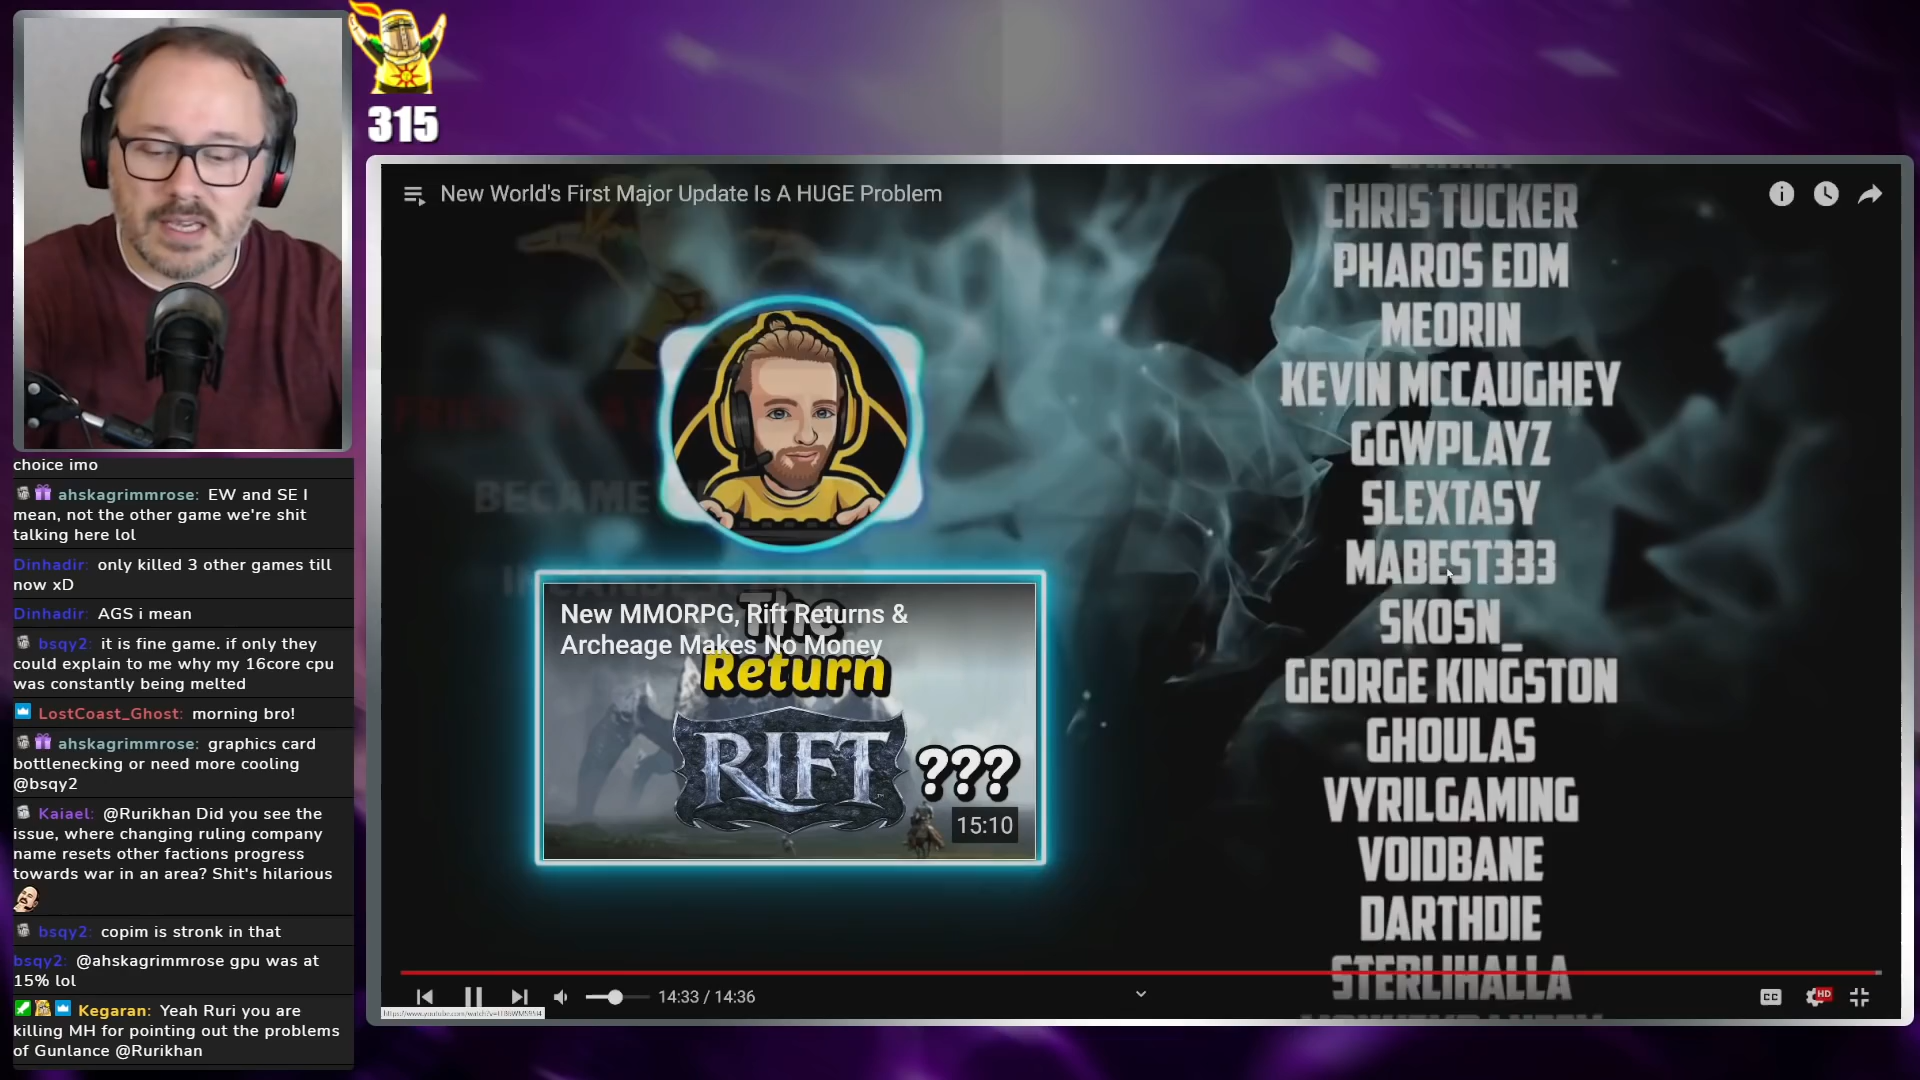 315
choice imo
ahskagrimmrose: EW and SE I
mean, not the other game we're shit
talking here lol
Dinhadir: only killed 3 other games till
now xD
Dinhadir: AGS i mean
bsqy2: it is fine game. if only they
could explain to me why my 16core cpu
was constantly being melted
LostCoast_Ghost: morning bro!
ahskagrimmrose: graphics card
bottlenecking or need more cooling
@bsqy2
Kaiael: @Rurikhan Did you see the
issue, where changing ruling company
name resets other factions progress
towards war in an area? Shit's hilarious
bsqy2: copim is stronk in that
bsqy2: @ahskagrimmrose gpu was at
15% lol
Kegaran: Yeah Ruri you are
killing MH for pointing out the problems
of Gunlance @Rurikhan
New World's First Major Update Is A HUGE Problem
BECAME
New MMORPG, Rift Returns &
Archeage Makes No Money
The
Return
RIFT
???
15:10
CHRIS TUCKER
PHAROS EDM
MEORIN
KEVIN MCCAUGHEY
GGWPLAYZ
SLEXTASY
MABEST333
SKOSN_
GEORGE KINGSTON
GHOULAS
VYRILGAMING
VOIDBANE
DARTHDIE
STERLIHALLA
14:33 / 14:36
CC
HD